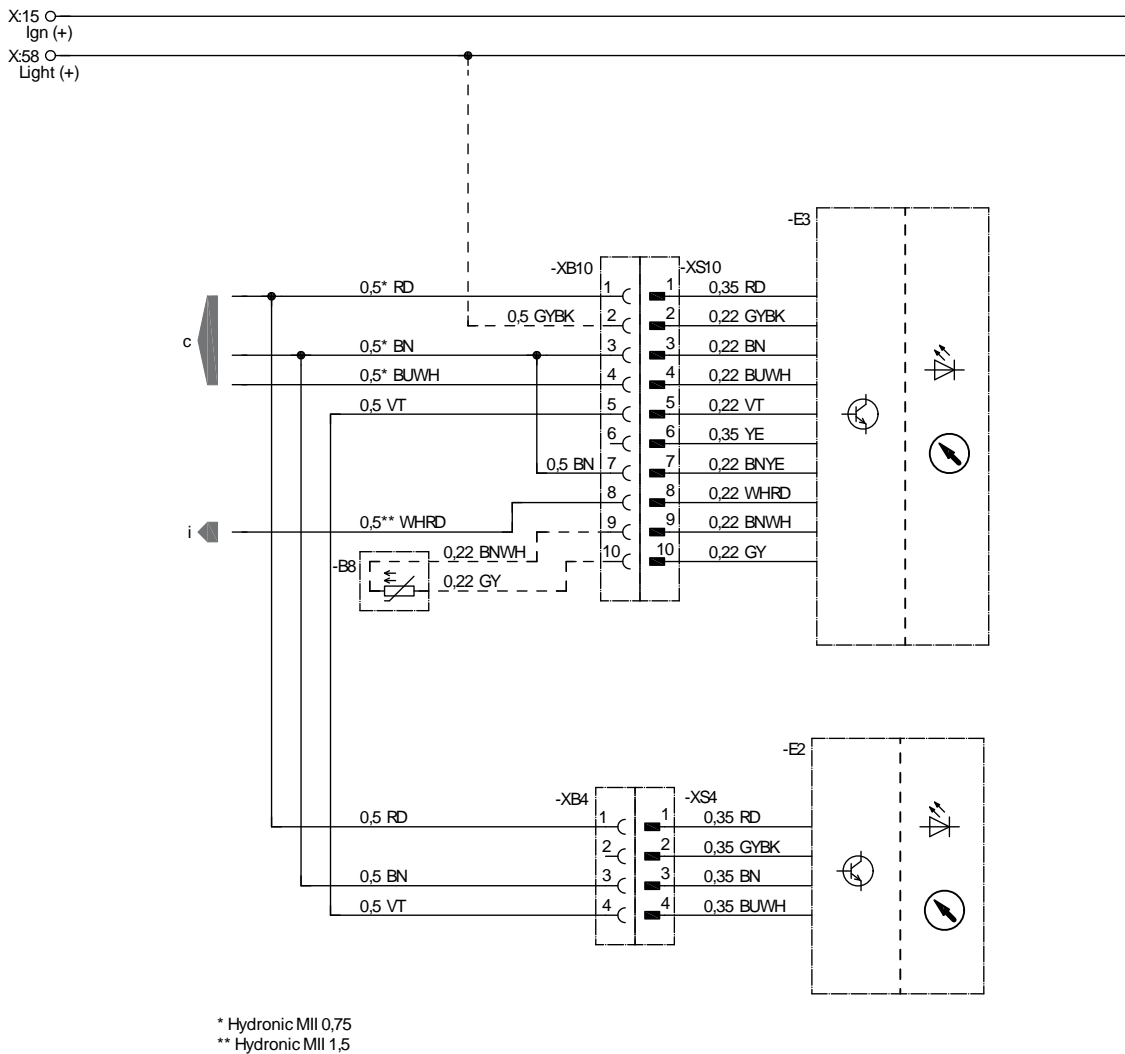 X:15
Ign (+)
X:58
Light (+)
-E3
-XB10 -XS10
0,5* RD 1 1 0,35 RD
0,5 GYBK 2 2 0,22 GYBK
c
0,5* BN 3 3 0,22 BN
0,5* BUWH 4 4 0,22 BUWH
0,5 VT 5 5 0,22 VT
6 6 0,35 YE
0,5 BN 7 7 0,22 BNYE
8 8 0,22 WHRD
i 0,5** WHRD 9 9 0,22 BNWH
-B8 0,22 BNWH 10 10 0,22 GY
0,22 GY
-E2
-XB4 -XS4
0,5 RD 1 1 0,35 RD
2 2 0,35 GYBK
0,5 BN 3 3 0,35 BN
0,5 VT 4 4 0,35 BUWH
* Hydronic MII 0,75
** Hydronic MII 1,5